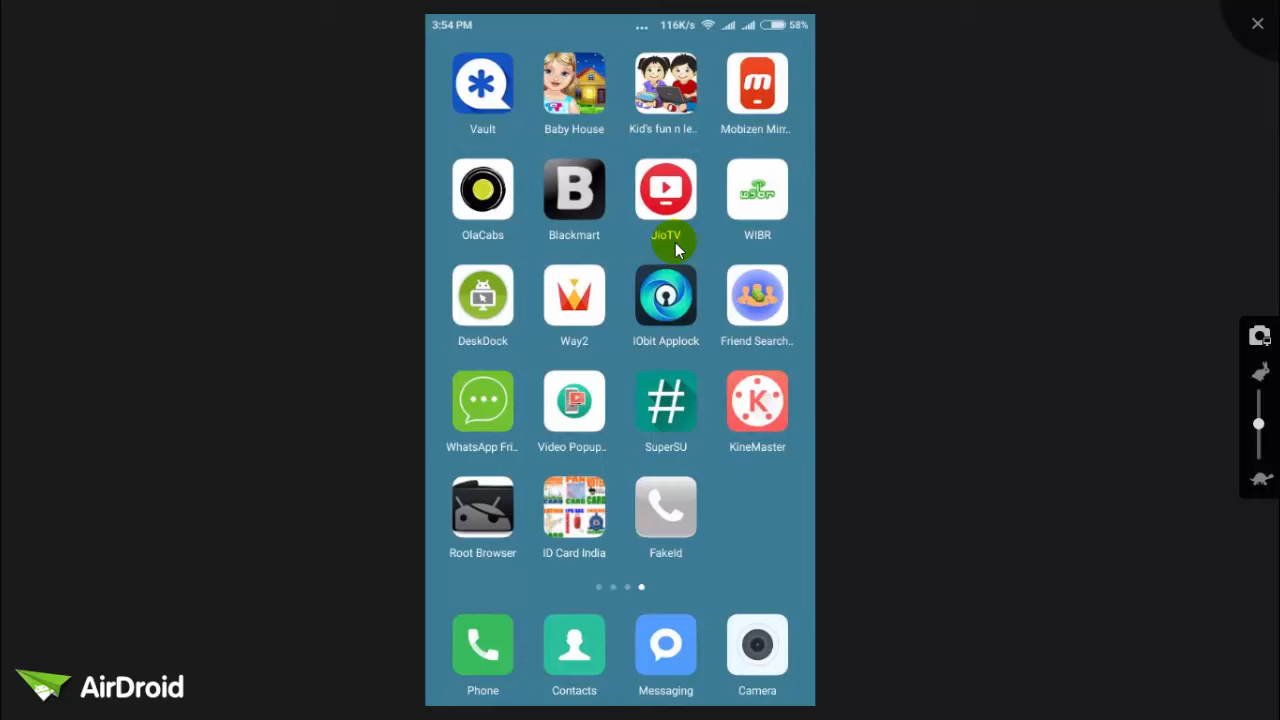 3:54 PM ... 116K/s 58%
Vault Baby House Kid's fun n le.. Mobizen Mirr..
B
OlaCabs Blackmart JioTV WIBR
DeskDock Way2 IObit Applock Friend Search..
#
K
WhatsApp Fri.. Video Popup.. SuperSU KineMaster
Root Browser ID Card India FakeId
Phone Contacts Messaging Camera
AirDroid